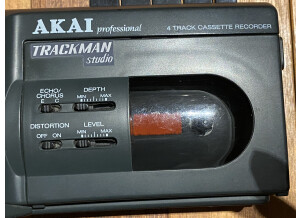 AKAI professional
4 TRACK CASSETTE RECORDER
TRACKMAN
studio
ECHO/ DEPTH
CHORUS
E C MIN MAX
DISTORTION LEVEL
OFF ON MIN MAX